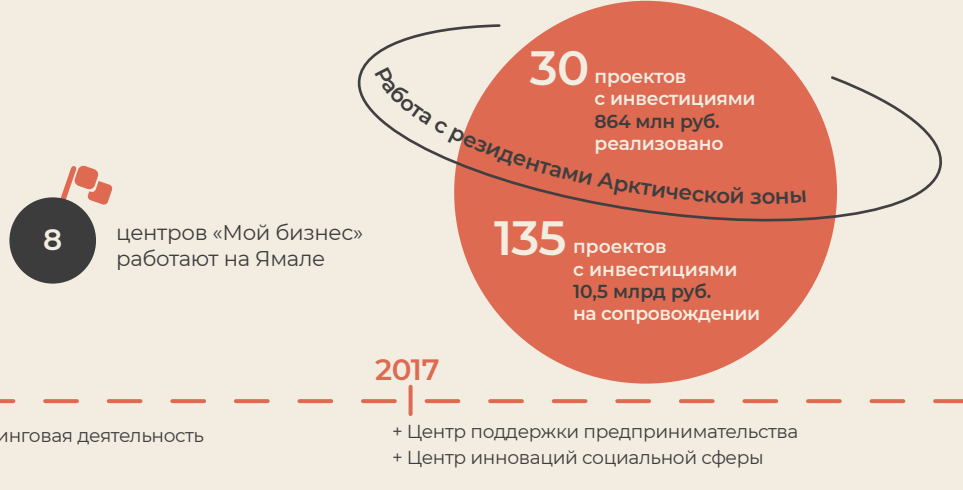 30 проектов
с инвестициями
864 млн руб.
реализовано
Работа с резидентами Арктической зоны
8
центров «Мой бизнес»
работают на Ямале
135 проектов
с инвестициями
10,5 млрд руб.
на сопровождении
2017
деятельность
+ Центр поддержки предпринимательства
+ Центр инноваций социальной сферы